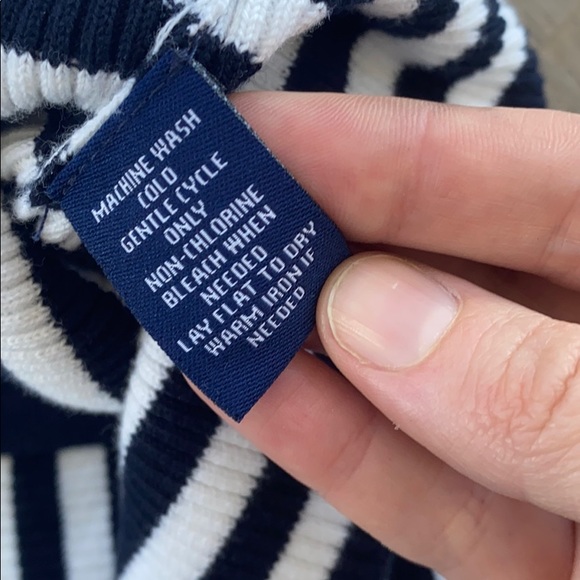 MACHINE WASH
COLD
GENTLE CYCLE
ONLY
NON-CHLORINE
BLEACH WHEN
NEEDED
LAY FLAT TO DRY
WARM IRON IF
NEEDED